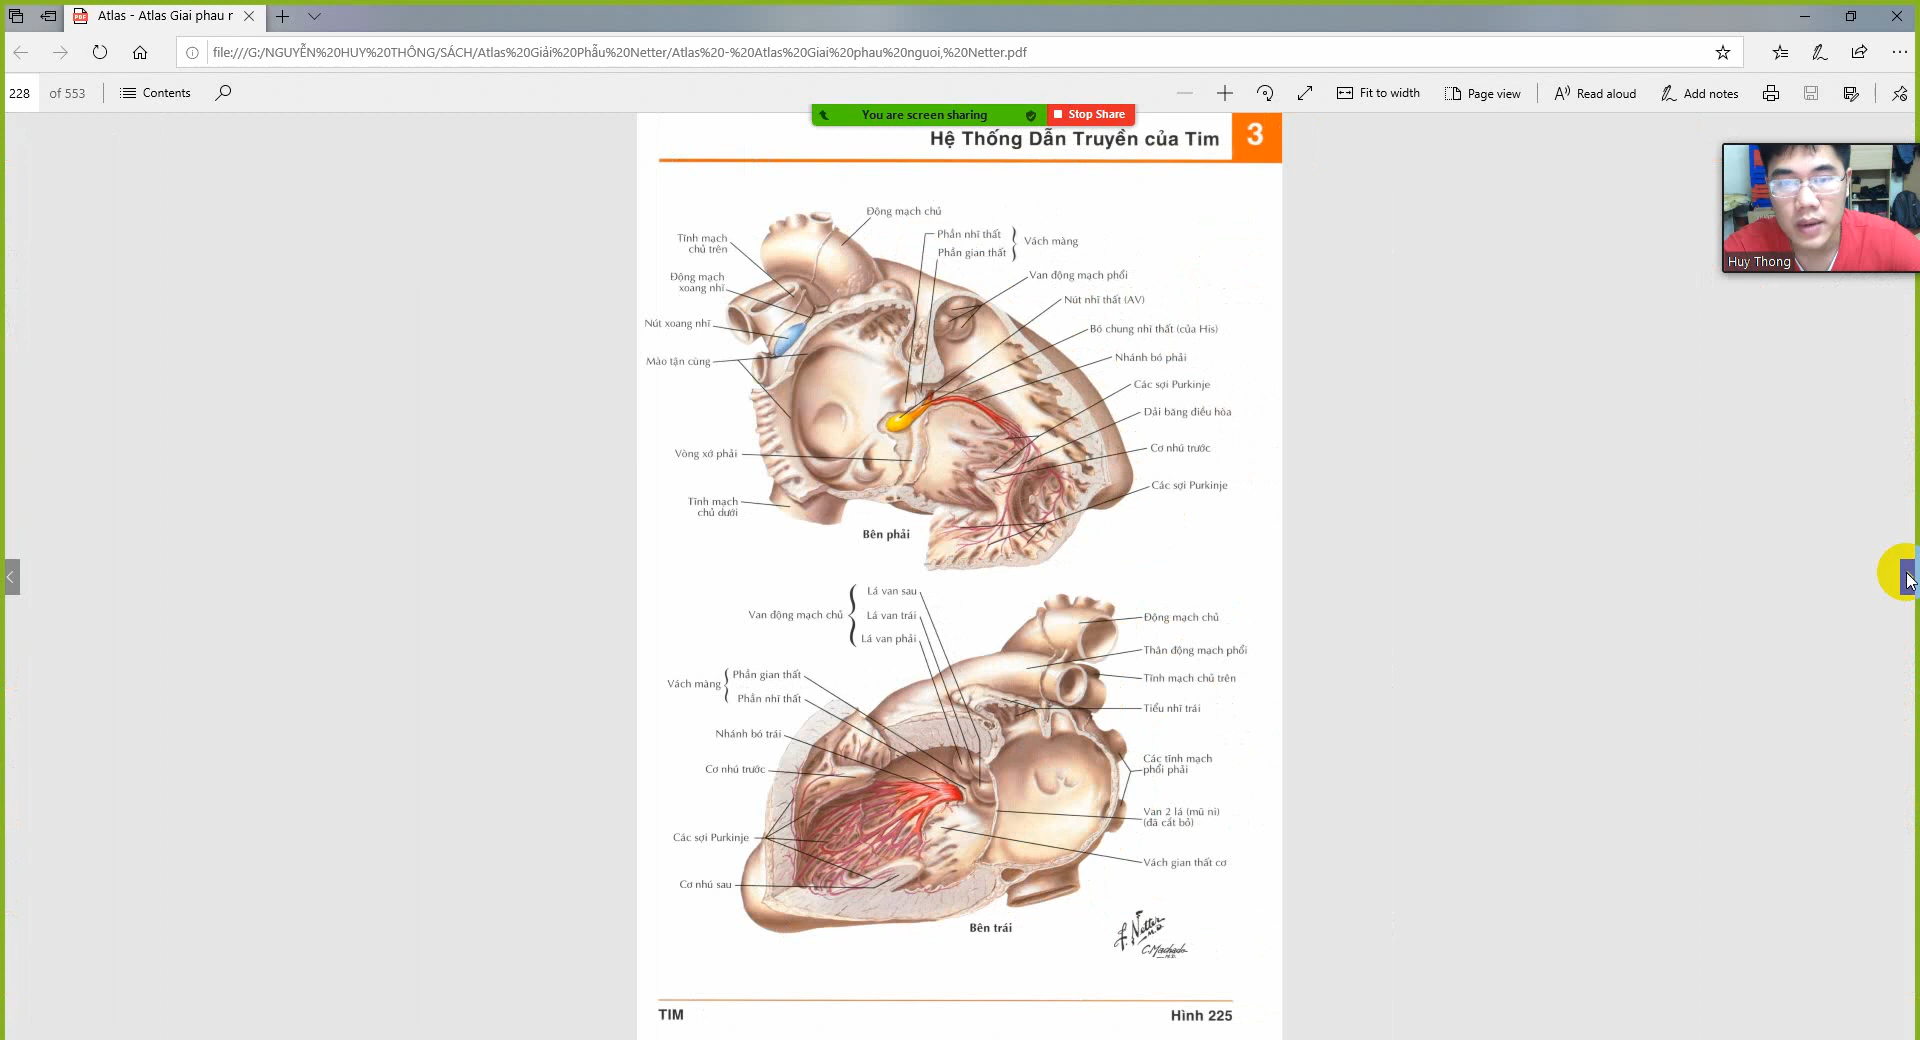 Atlas - Atlas Giai phau r
file:///G:/NGUYỄN%20HUY%20THÔNG/SÁCH/Atlas%20Giải%20Phẫu%20Netter/Atlas%20-%20Atlas%20Giai%20phau%20nguoi,%20Netter.pdf
228 of 553
Contents
Fit to width
Page view
Read aloud
Add notes
You are screen sharing
Stop Share
Hệ Thống Dẫn Truyền của Tim
3
Huy Thong
Động mạch chủ
Tĩnh mạch
chủ trên
Phần nhĩ thất
Phần gian thất
Vách màng
Động mạch
xoang nhĩ
Van động mạch phổi
Nút nhĩ thất (AV)
Nút xoang nhĩ
Bó chung nhĩ thất (của His)
Mào tận cùng
Nhánh bó phải
Các sợi Purkinje
Dải băng điều hòa
Vòng xơ phải
Cơ nhú trước
Các sợi Purkinje
Tĩnh mạch
chủ dưới
Bên phải
Van động mạch chủ
Lá van sau
Lá van trái
Lá van phải
Động mạch chủ
Thân động mạch phổi
Vách màng
Phần gian thất
Phần nhĩ thất
Tĩnh mạch chủ trên
Tiểu nhĩ trái
Nhánh bó trái
Cơ nhú trước
Các tĩnh mạch
phổi phải
Van 2 lá (mũ ni)
(đã cắt bỏ)
Các sợi Purkinje
Vách gian thất cơ
Cơ nhú sau
Bên trái
F. Netter
M.D.
C.Machado
M.D.
TIM
Hình 225